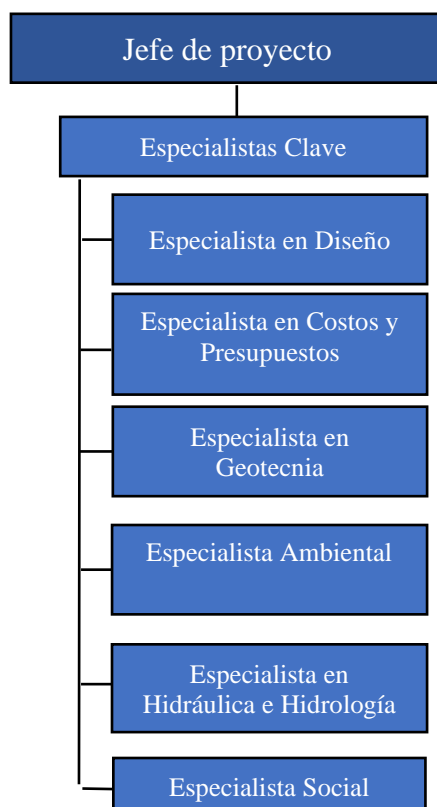 Jefe de proyecto
Especialistas Clave
Especialista en Diseño
Especialista en Costos y
Presupuestos
Especialista en
Geotecnia
Especialista Ambiental
Especialista en
Hidráulica e Hidrología
Especialista Social